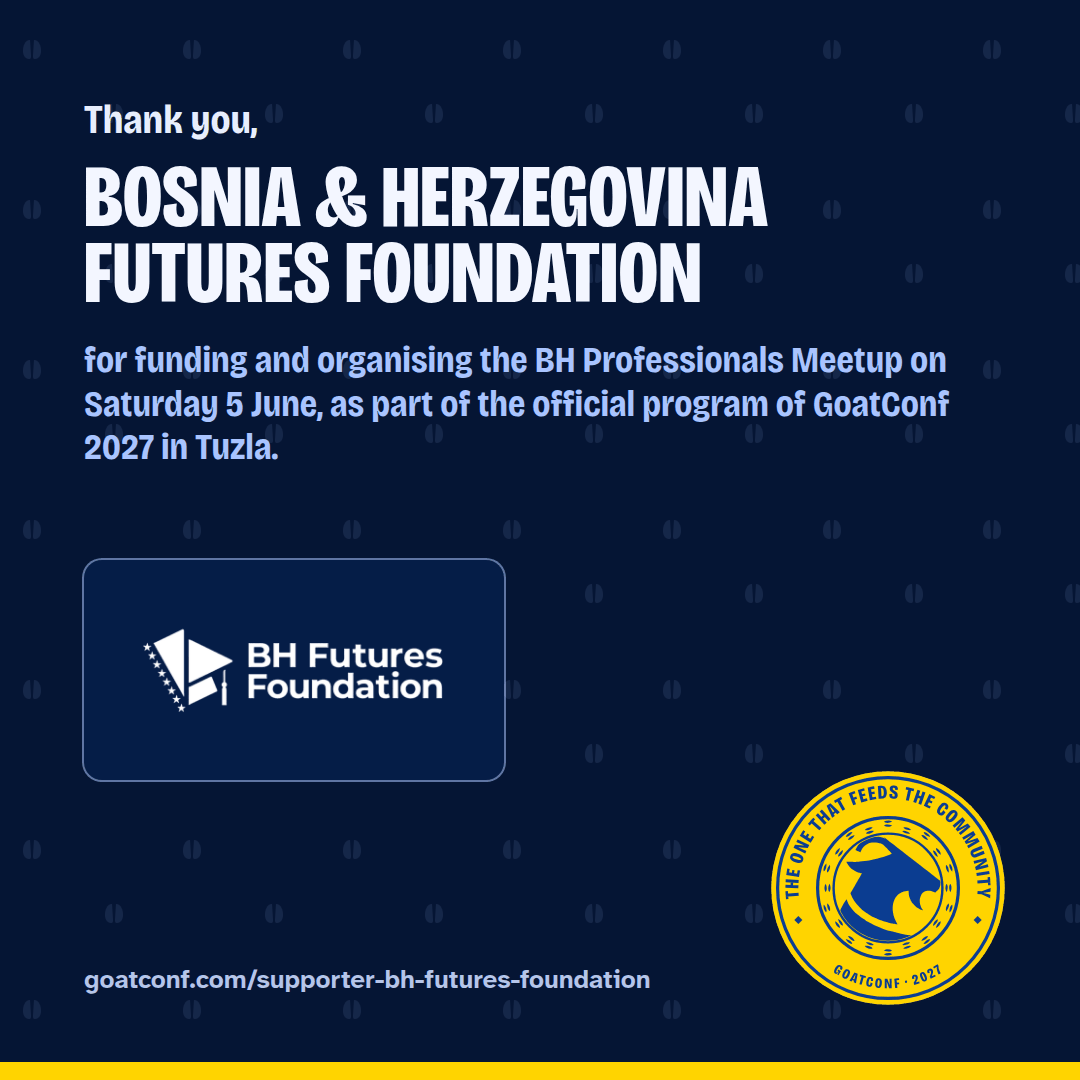 Thank you,
BOSNIA & HERZEGOVINA
FUTURES FOUNDATION
for funding and organising the BH Professionals Meetup on
Saturday 5 June, as part of the official program of GoatConf
2027 in Tuzla.
BH Futures
Foundation
THE ONE THAT FEEDS THE COMMUNITY
GOATCONF · 2027
goatconf.com/supporter-bh-futures-foundation